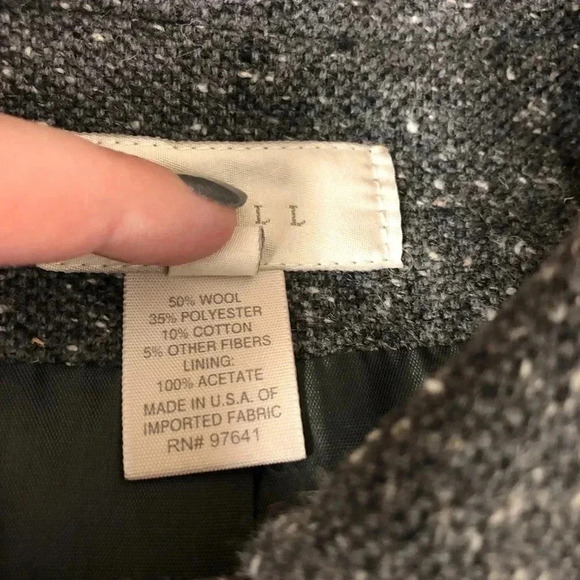 L L
50% WOOL
35% POLYESTER
10% COTTON
5% OTHER FIBERS
LINING:
100% ACETATE
MADE IN U.S.A. OF
IMPORTED FABRIC
RN# 97641